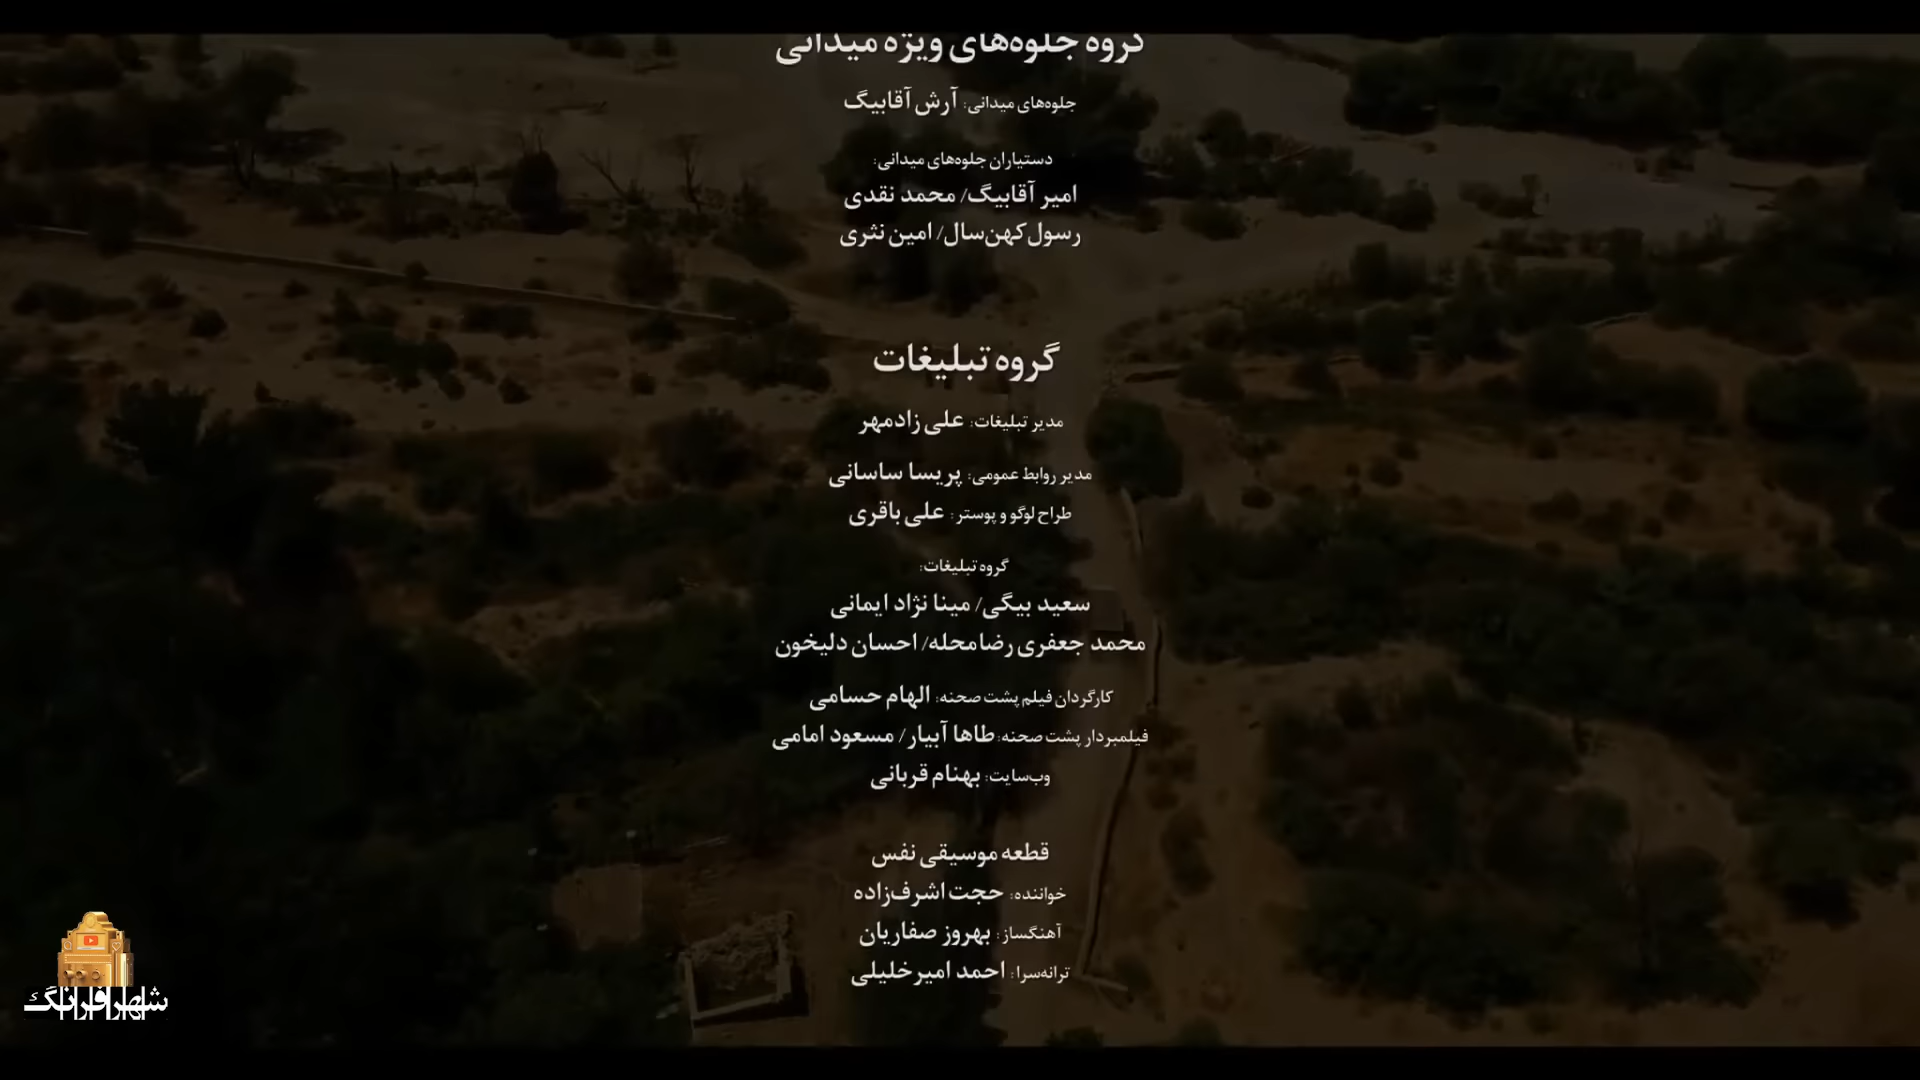 گروه جلوه‌های ویژه میدانی
جلوه‌های میدانی: آرش آقابیگ
دستیاران جلوه‌های میدانی:
امیر آقابیگ/ محمد نقدی
رسول کهن‌سال/ امین نثری
گروه تبلیغات
مدیر تبلیغات: علی زادمهر
مدیر روابط عمومی: پریسا ساسانی
طراح لوگو و پوستر: علی باقری
گروه تبلیغات:
سعید بیگی/ مینا نژاد ایمانی
محمد جعفری رضامحله/ احسان دلیخون
کارگردان فیلم پشت صحنه: الهام حسامی
فیلمبردار پشت صحنه: طاها آبیار/ مسعود امامی
وب‌سایت: بهنام قربانی
قطعه موسیقی نفس
خواننده: حجت اشرف‌زاده
آهنگساز: بهروز صفاریان
ترانه‌سرا: احمد امیرخلیلی
شهر فرانگ